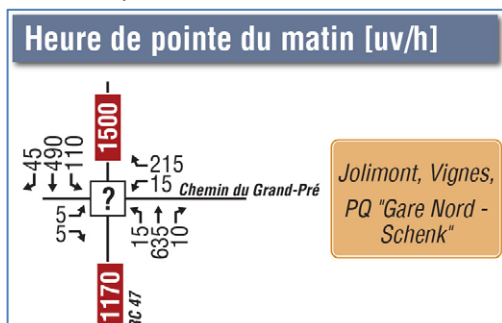 Heure de pointe du matin [uv/h]
1500
45
490
110
215
15
Chemin du Grand-Pré
?
5
5
15
635
10
1170
RC 47
Jolimont, Vignes,
PQ "Gare Nord -
Schenk"